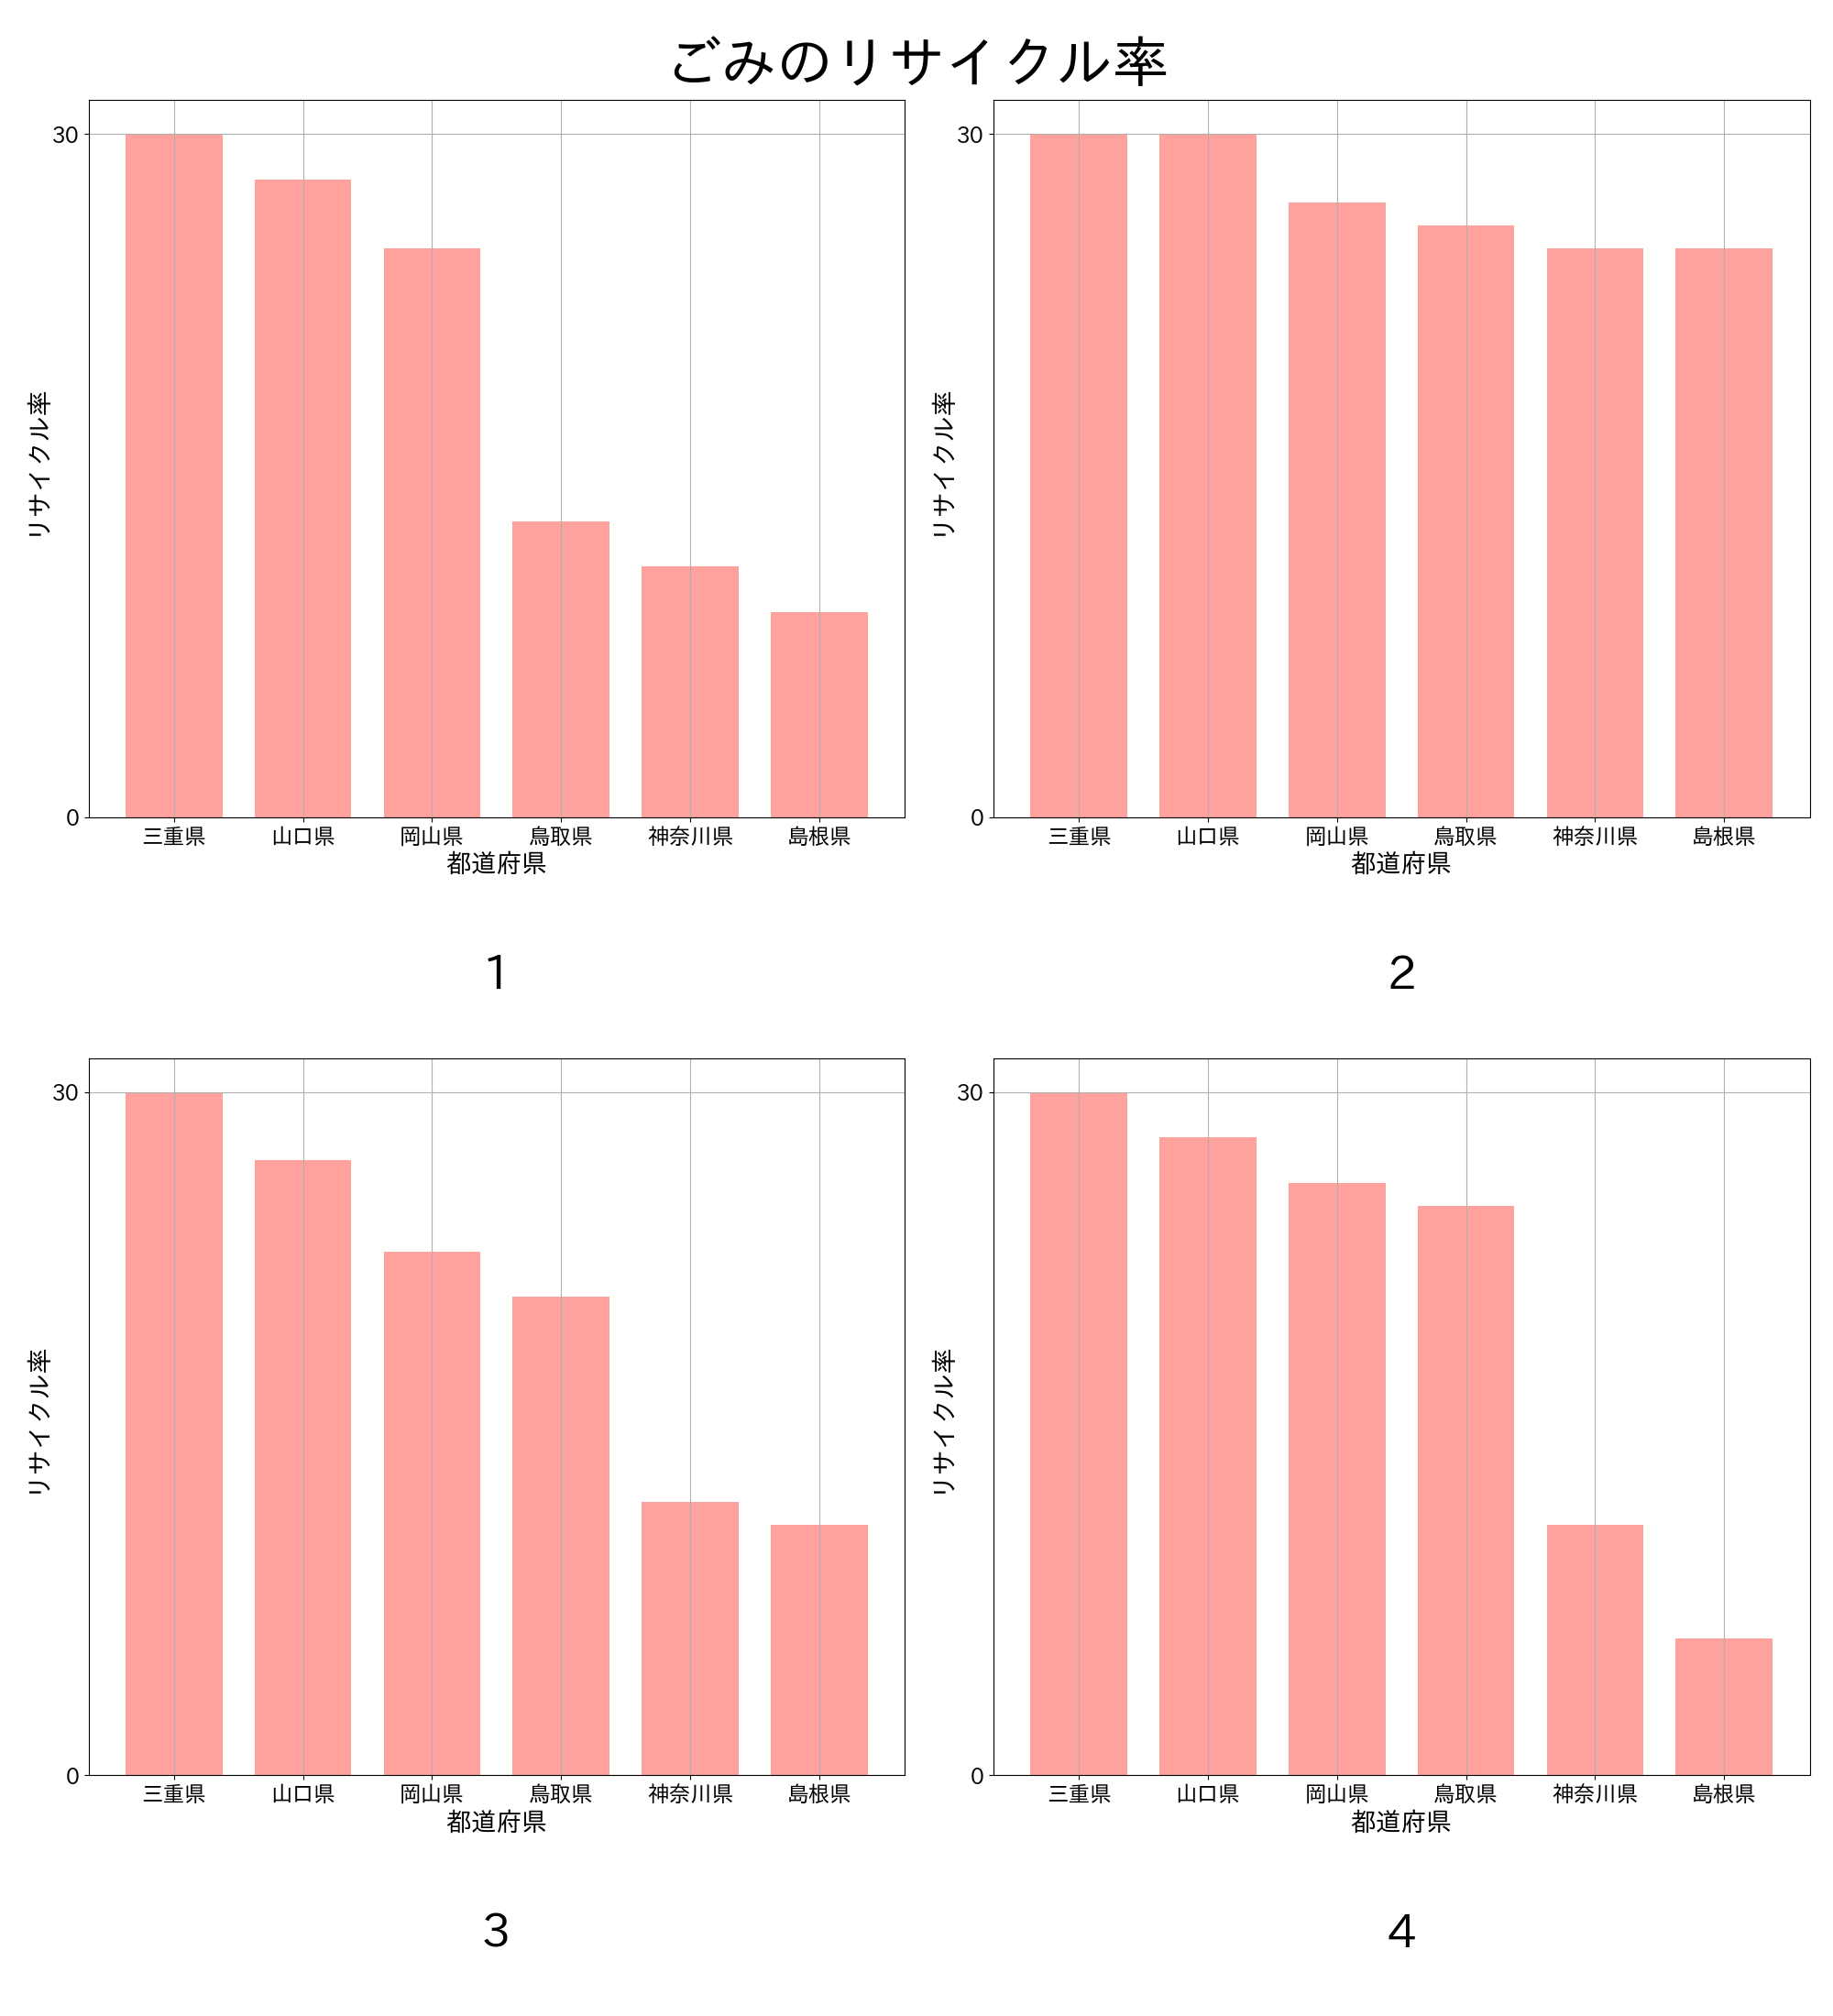 ごみのリサイクル率
30
0
リサイクル率
三重県 山口県 岡山県 鳥取県 神奈川県 島根県
都道府県
1
30
0
リサイクル率
三重県 山口県 岡山県 鳥取県 神奈川県 島根県
都道府県
2
30
0
リサイクル率
三重県 山口県 岡山県 鳥取県 神奈川県 島根県
都道府県
3
30
0
リサイクル率
三重県 山口県 岡山県 鳥取県 神奈川県 島根県
都道府県
4